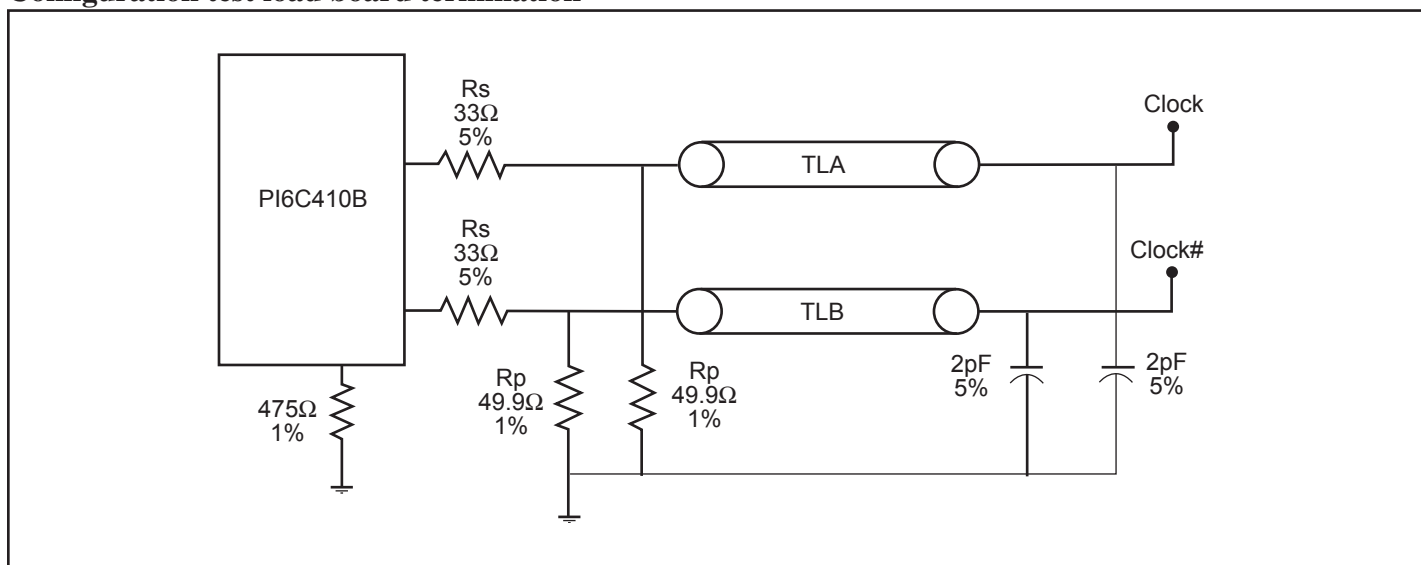 Configuration test load board termination
Rs
33Ω
5%
Clock
TLA
PI6C410B
Rs
33Ω
5%
Clock#
TLB
475Ω
1%
Rp
49.9Ω
1%
Rp
49.9Ω
1%
2pF
5%
2pF
5%